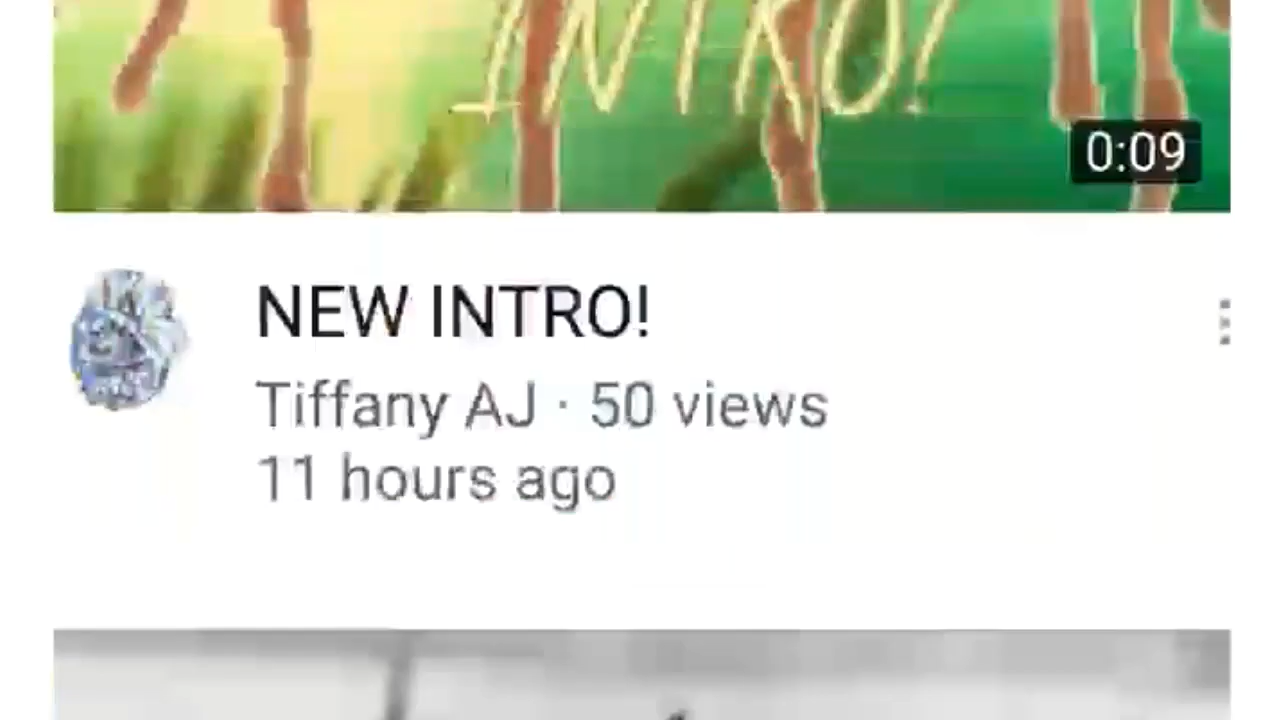 INTRO!
0:09
NEW INTRO!
Tiffany AJ · 50 views
11 hours ago